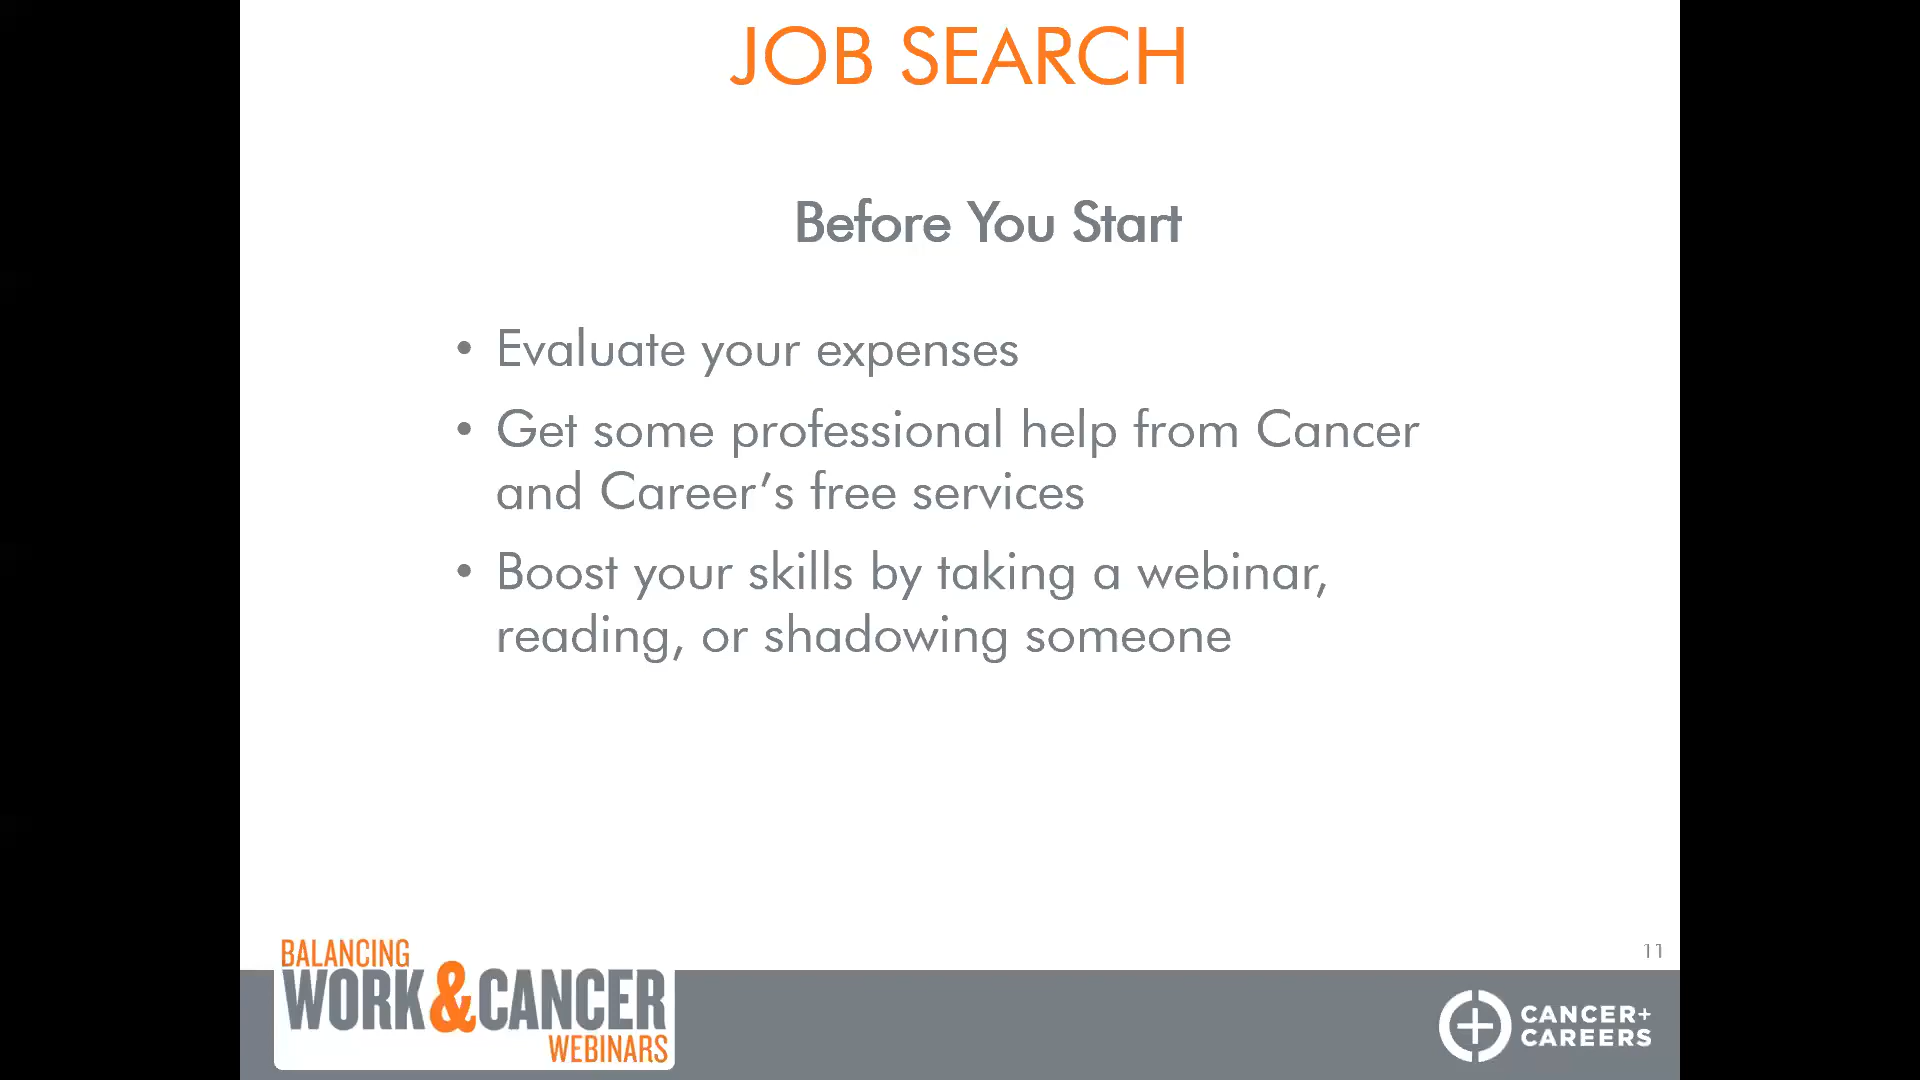 JOB SEARCH
Before You Start
• Evaluate your expenses
• Get some professional help from Cancer
and Career’s free services
• Boost your skills by taking a webinar,
reading, or shadowing someone
11
BALANCING
WORK&CANCER
WEBINARS
CANCER+
CAREERS